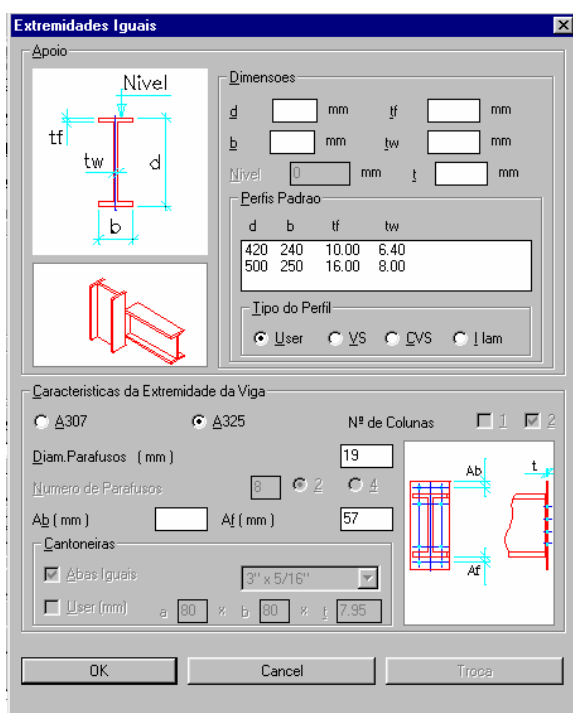 Extremidades Iguais
Apoio
Nivel
tf
tw
d
b
Dimensoes
d mm tf mm
b mm tw mm
Nivel 0 mm t mm
Perfis Padrao
d b tf tw
420 240 10.00 6.40
500 250 16.00 8.00
Tipo do Perfil
User VS CVS I lam
Caracteristicas da Extremidade da Viga
A307 A325 Nº de Colunas 1 2
Diam.Parafusos ( mm ) 19
Numero de Parafusos 8 2 4
Ab ( mm ) Af ( mm ) 57
Ab t
Af
Cantoneiras
Abas Iguais 3" x 5/16"
User (mm) a 80 x b 80 x t 7.95
OK Cancel Troca